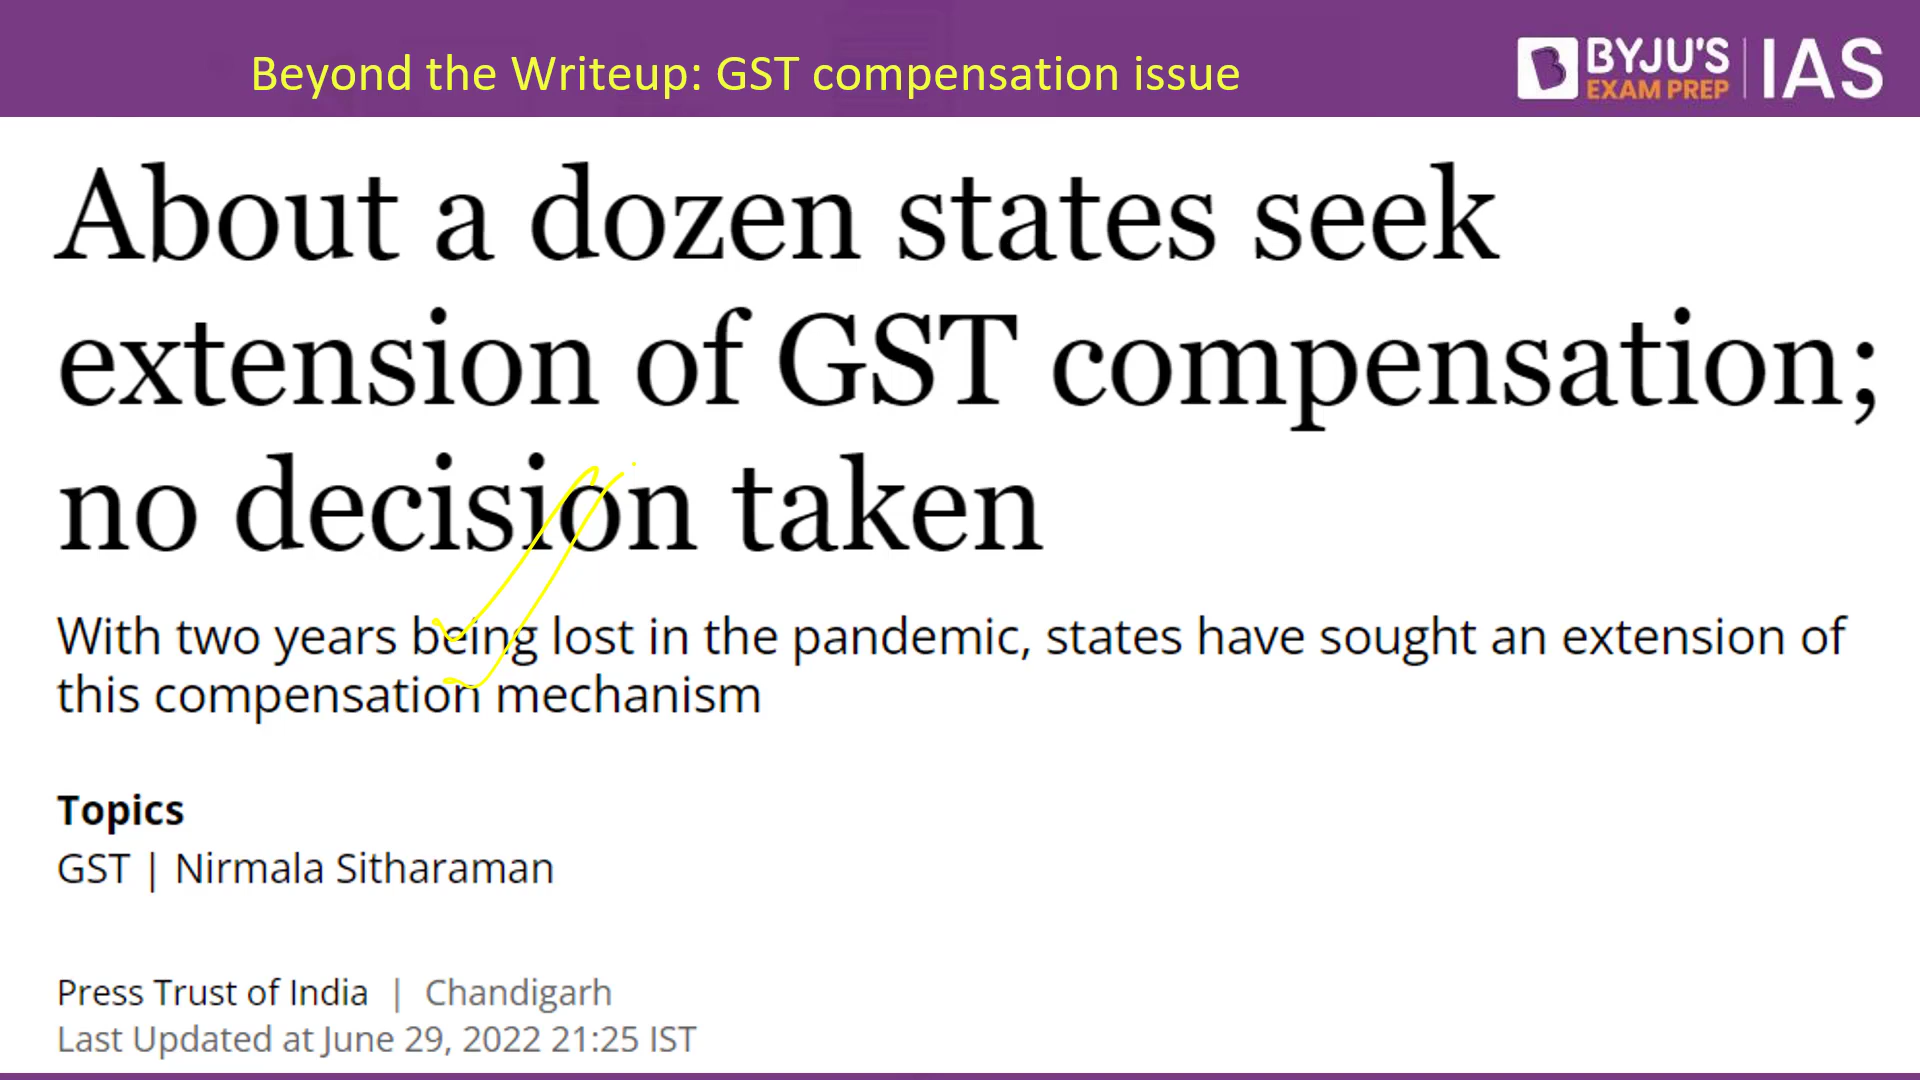 Beyond the Writeup: GST compensation issue
BYJU'S
EXAM PREP
IAS
About a dozen states seek
extension of GST compensation;
no decision taken
With two years being lost in the pandemic, states have sought an extension of
this compensation mechanism
Topics
GST | Nirmala Sitharaman
Press Trust of India | Chandigarh
Last Updated at June 29, 2022 21:25 IST